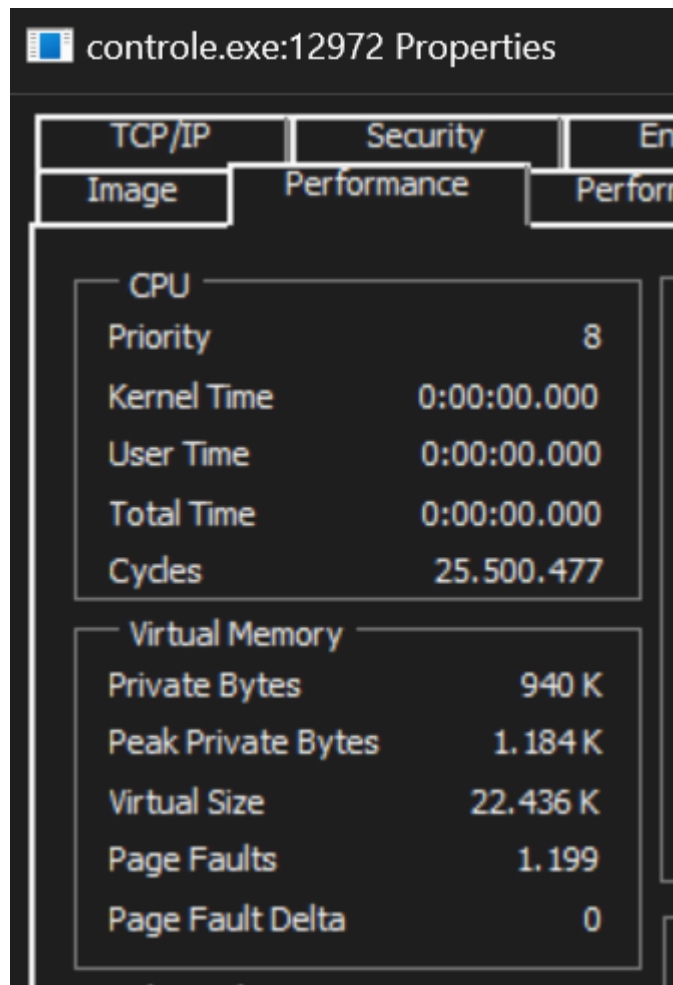 controle.exe:12972 Properties
TCP/IP Security
Image Performance
CPU
Priority 8
Kernel Time 0:00:00.000
User Time 0:00:00.000
Total Time 0:00:00.000
Cycles 25.500.477
Virtual Memory
Private Bytes 940 K
Peak Private Bytes 1.184 K
Virtual Size 22.436 K
Page Faults 1.199
Page Fault Delta 0